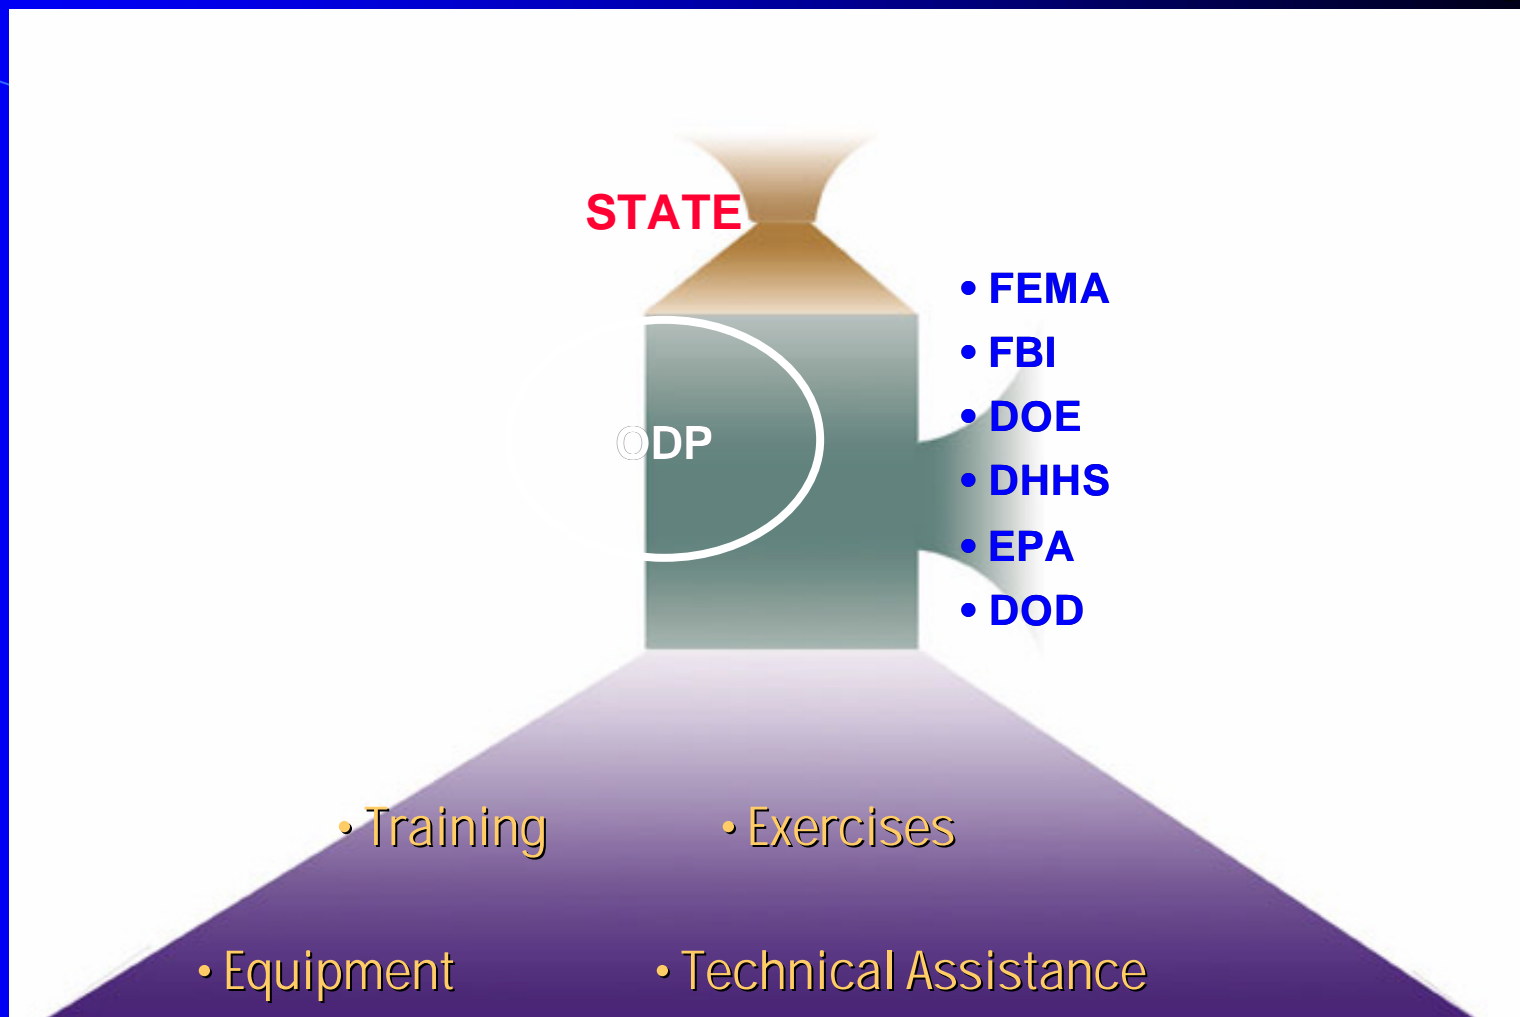 STATE
• FEMA
• FBI
• DOE
• DHHS
• EPA
• DOD
ODP
• Training
• Exercises
• Equipment
• Technical Assistance